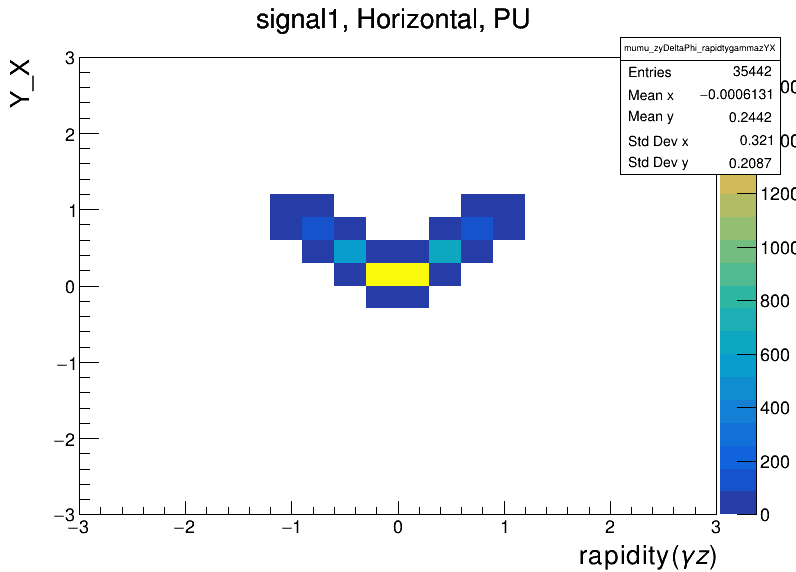 signal1, Horizontal, PU
Y_X
mumu_zyDeltaPhi_rapidtygammazYX
Entries 35442
Mean x −0.0006131
Mean y 0.2442
Std Dev x 0.321
Std Dev y 0.2087
3
2
1
0
−1
−2
−3
−3 −2 −1 0 1 2 3
1200
1000
800
600
400
200
0
rapidity(γz)